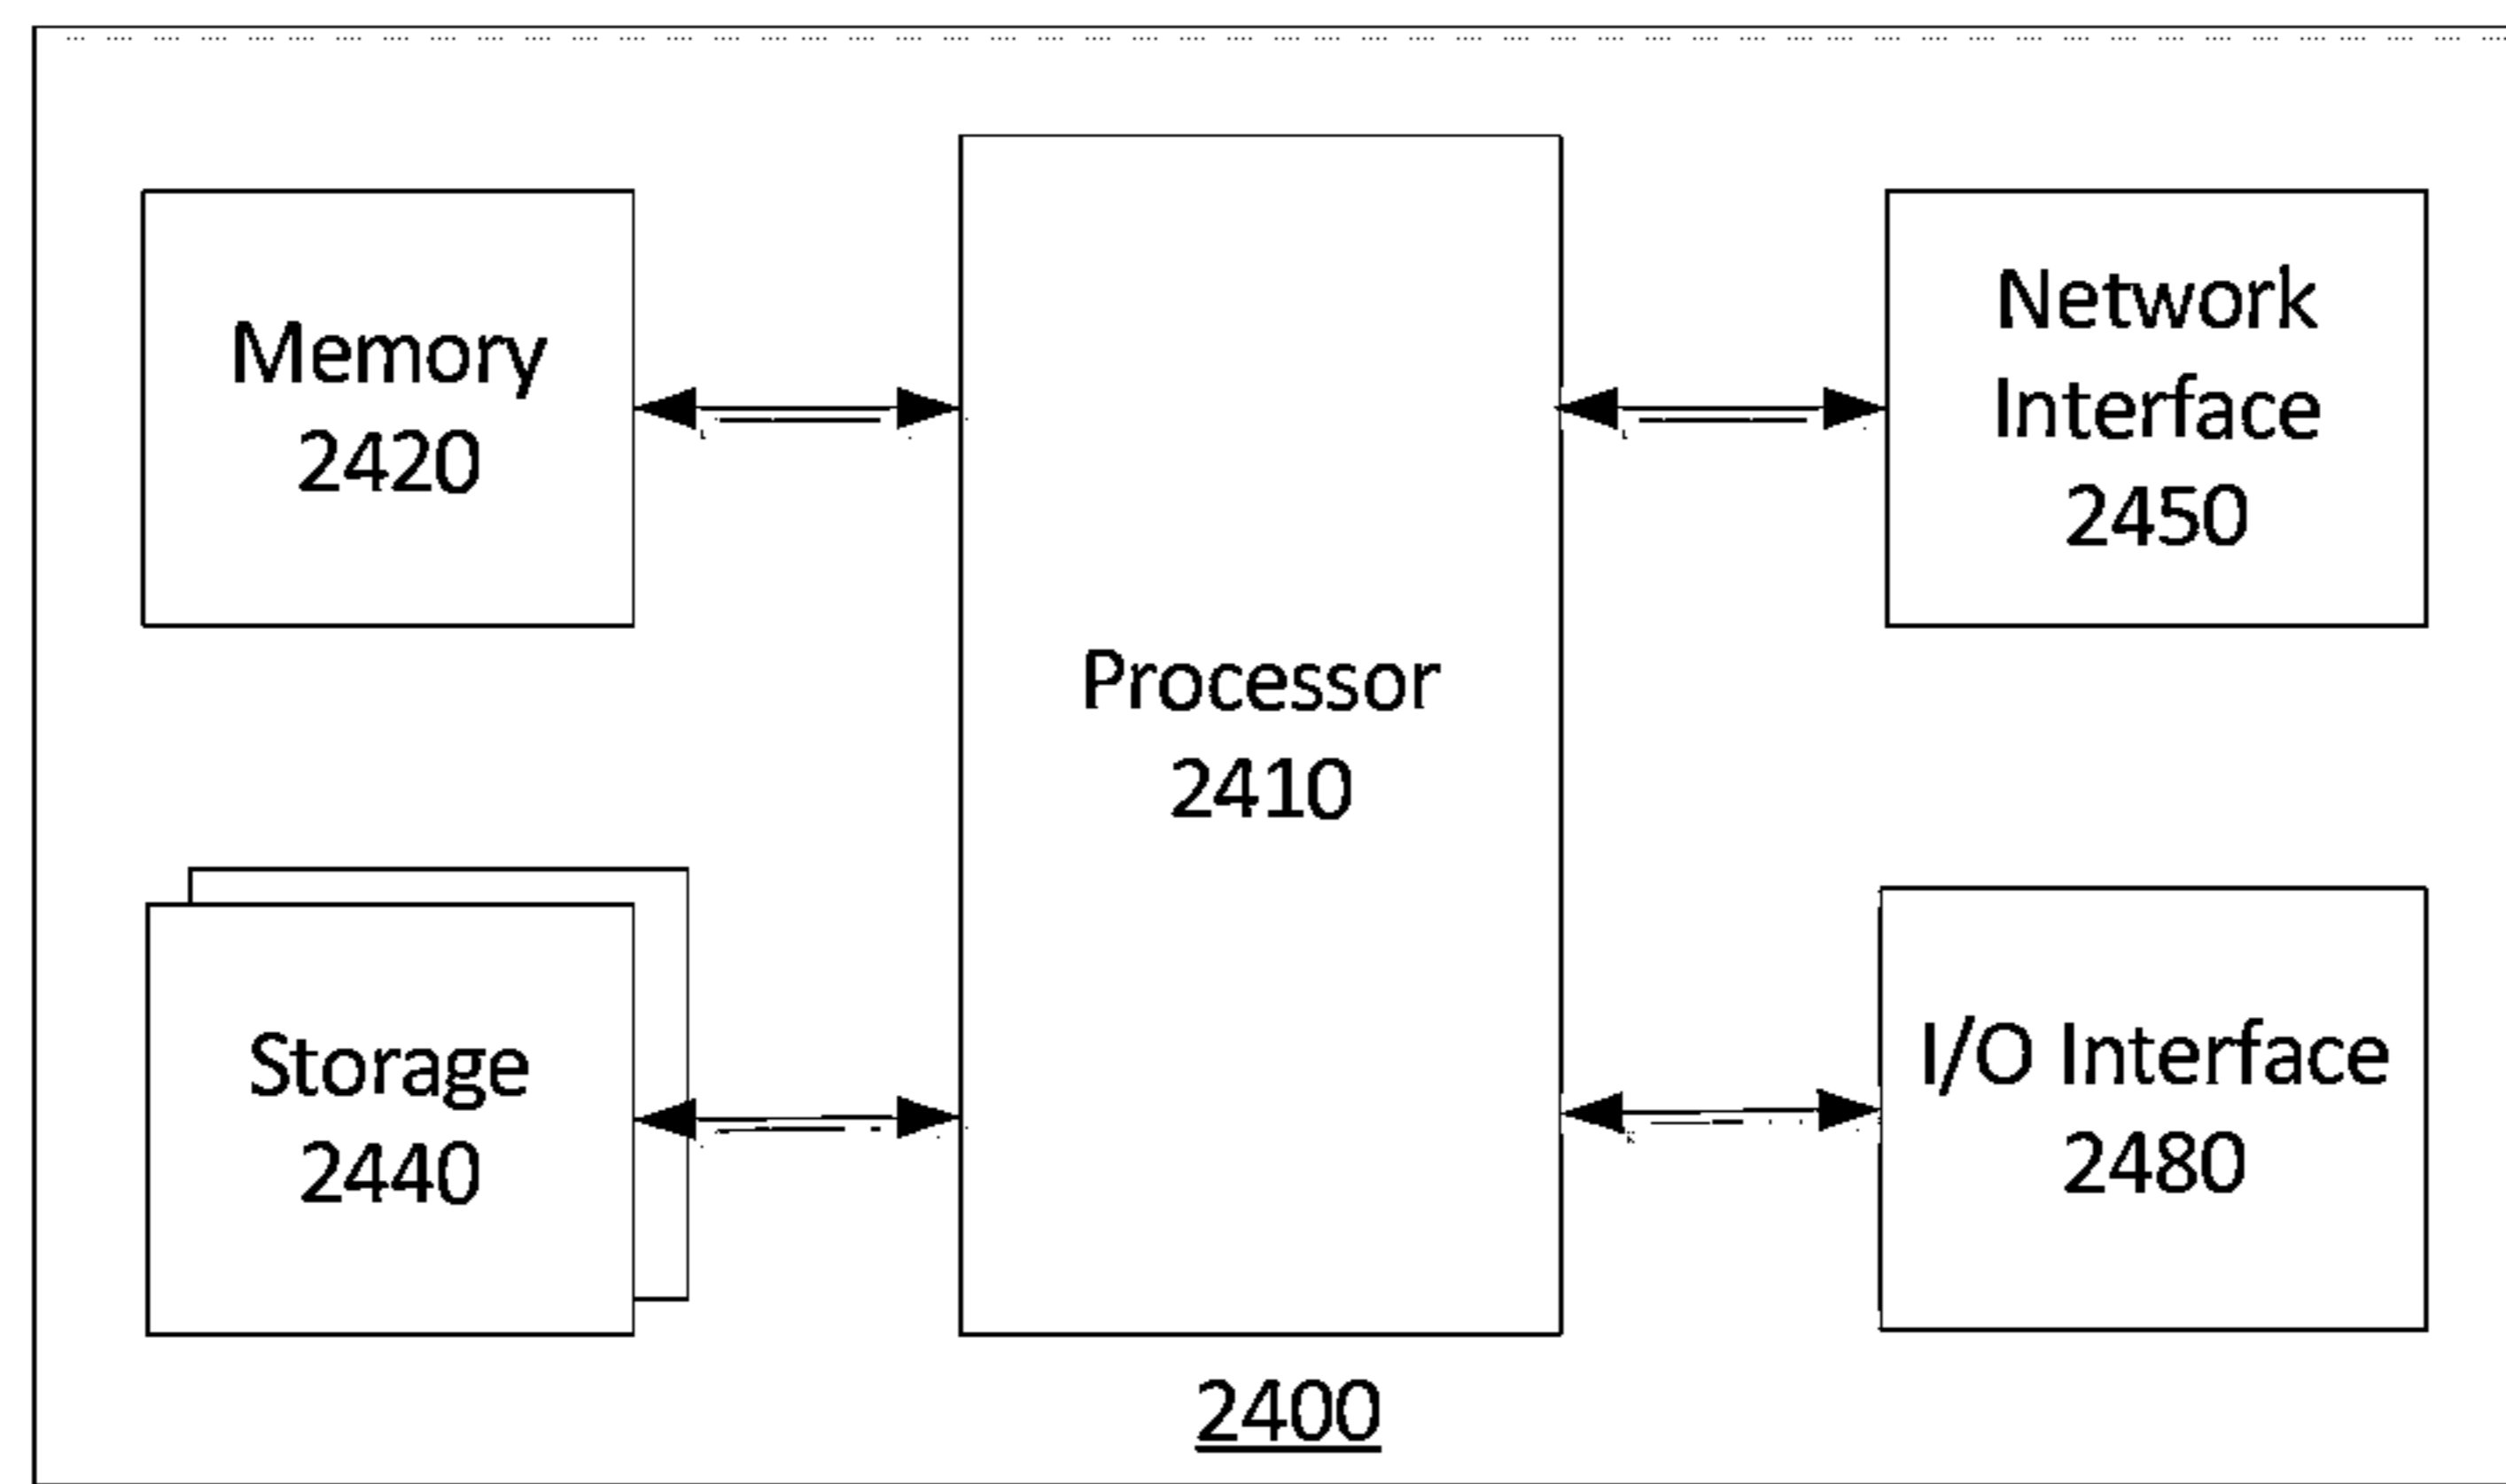 Memory
2420
Processor
2410
Network
Interface
2450
Storage
2440
I/O Interface
2480
2400